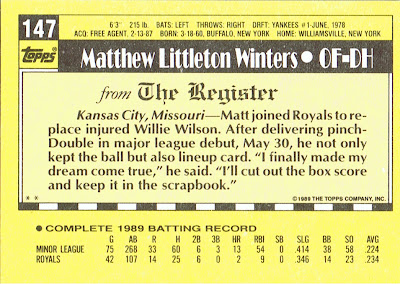 147
6'3" 215 lb. BATS: LEFT THROWS: RIGHT DRFT: YANKEES #1-JUNE, 1978
ACQ: FREE AGENT, 2-13-87 BORN: 3-18-60, BUFFALO, NEW YORK HOME: WILLIAMSVILLE, NEW YORK
Topps Matthew Littleton Winters • OF-DH
from The Register
Kansas City, Missouri—Matt joined Royals to re-
place injured Willie Wilson. After delivering pinch-
Double in major league debut, May 30, he not only
kept the ball but also lineup card. "I finally made my
dream come true," he said. "I'll cut out the box score
and keep it in the scrapbook."
* * ©1989 THE TOPPS COMPANY, INC.
• COMPLETE 1989 BATTING RECORD
G AB R H 2B 3B HR RBI SB SLG BB SO AVG
MINOR LEAGUE 75 268 33 60 6 3 13 54 0 .414 38 58 .224
ROYALS 42 107 14 25 6 0 2 9 0 .346 14 23 .234